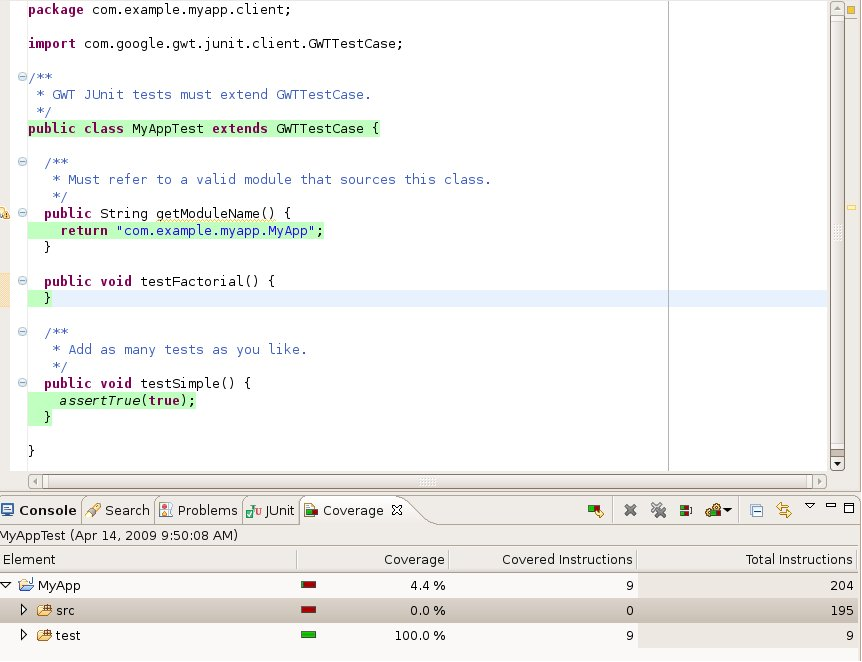 package com.example.myapp.client;
import com.google.gwt.junit.client.GWTTestCase;
/**
* GWT JUnit tests must extend GWTTestCase.
*/
public class MyAppTest extends GWTTestCase {
/**
* Must refer to a valid module that sources this class.
*/
public String getModuleName() {
return "com.example.myapp.MyApp";
}
public void testFactorial() {
}
/**
* Add as many tests as you like.
*/
public void testSimple() {
assertTrue(true);
}
}
Console Search Problems JUnit Coverage
MyAppTest (Apr 14, 2009 9:50:08 AM)
Element Coverage Covered Instructions Total Instructions
MyApp 4.4 % 9 204
src 0.0 % 0 195
test 100.0 % 9 9